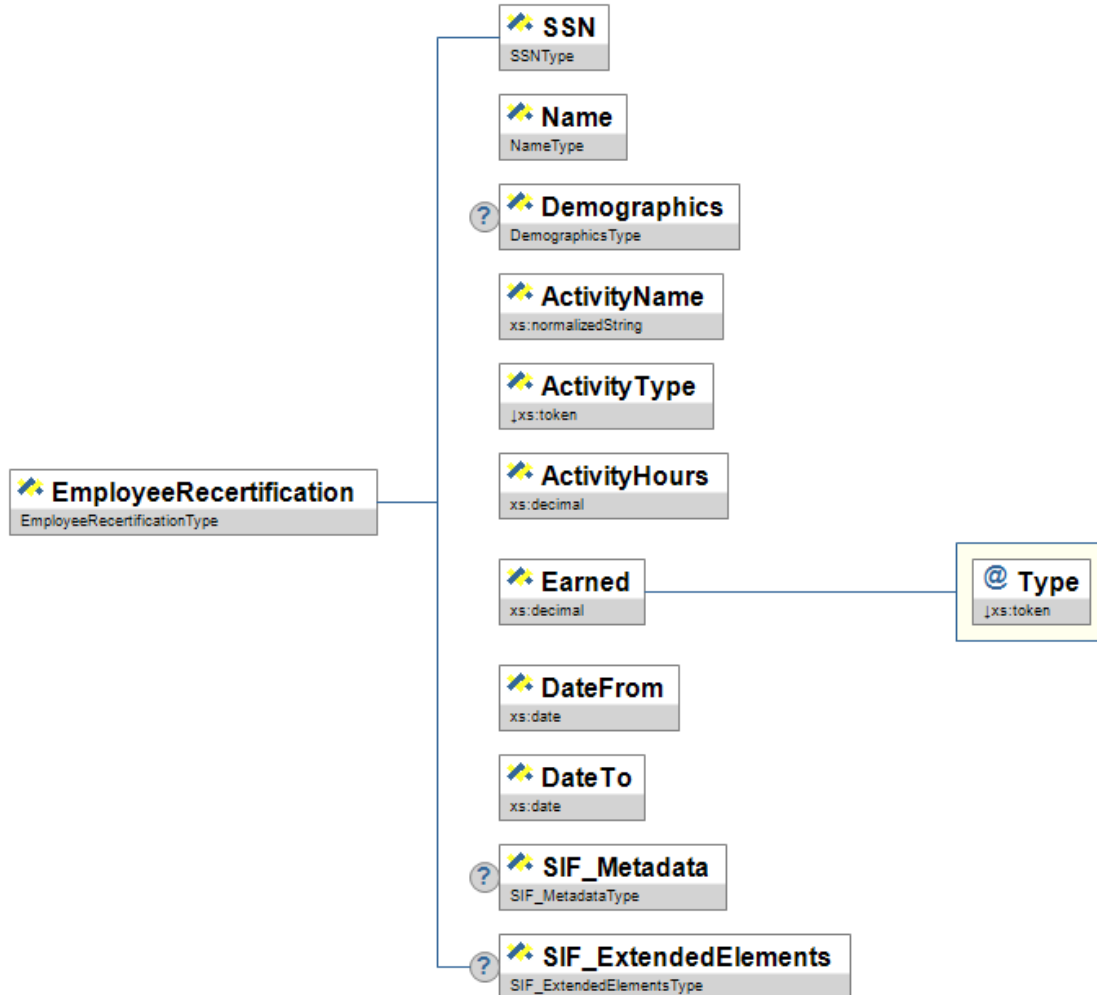 SSN
SSNType
Name
NameType
?
Demographics
DemographicsType
ActivityName
xs:normalizedString
ActivityType
↓xs:token
EmployeeRecertification
EmployeeRecertificationType
ActivityHours
xs:decimal
Earned
xs:decimal
@ Type
↓xs:token
DateFrom
xs:date
DateTo
xs:date
?
SIF_Metadata
SIF_MetadataType
?
SIF_ExtendedElements
SIF_ExtendedElementsType